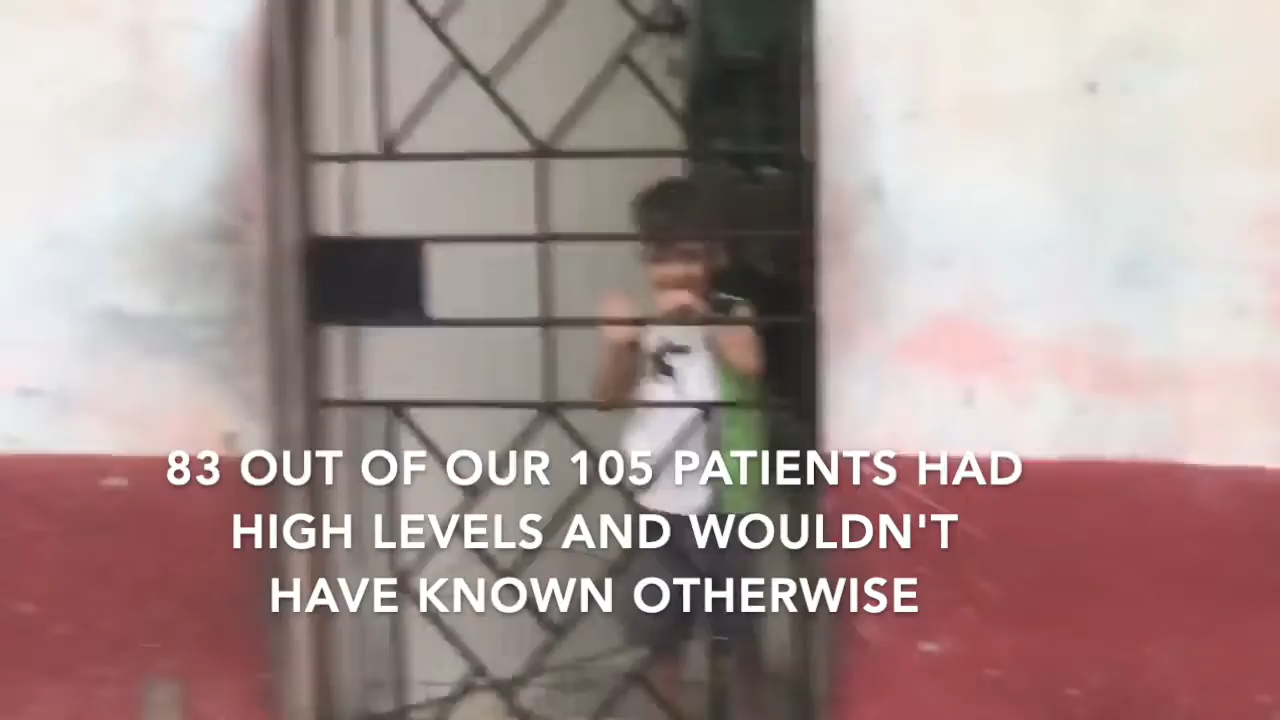 83 OUT OF OUR 105 PATIENTS HAD
HIGH LEVELS AND WOULDN'T
HAVE KNOWN OTHERWISE